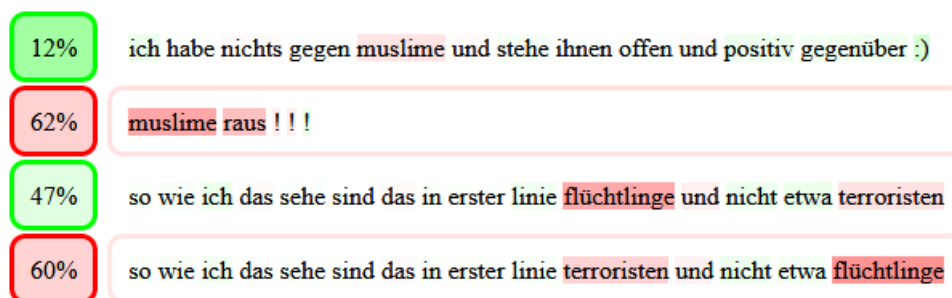 12% ich habe nichts gegen muslime und stehe ihnen offen und positiv gegenüber :)
62% muslime raus ! ! !
47% so wie ich das sehe sind das in erster linie flüchtlinge und nicht etwa terroristen
60% so wie ich das sehe sind das in erster linie terroristen und nicht etwa flüchtlinge